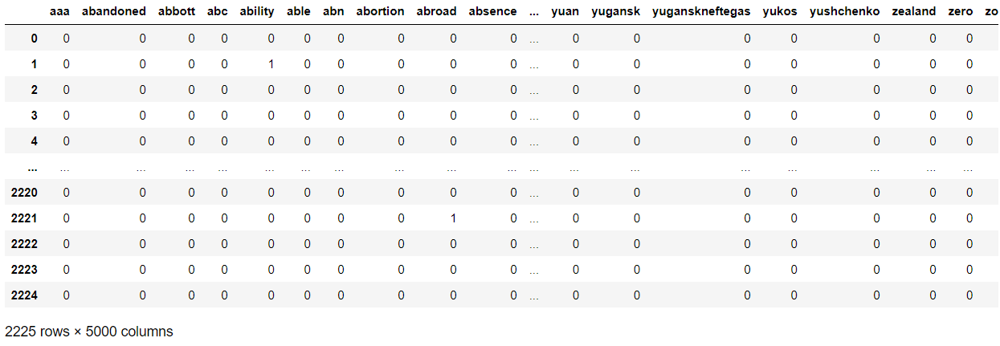 aaa abandoned abbott abc ability able abn abortion abroad absence ... yuan yugansk yuganskneftegas yukos yushchenko zealand zero zo
0 0 0 0 0 0 0 0 0 0 0 ... 0 0 0 0 0 0 0
1 0 0 0 0 1 0 0 0 0 0 ... 0 0 0 0 0 0 0
2 0 0 0 0 0 0 0 0 0 0 ... 0 0 0 0 0 0 0
3 0 0 0 0 0 0 0 0 0 0 ... 0 0 0 0 0 0 0
4 0 0 0 0 0 0 0 0 0 0 ... 0 0 0 0 0 0 0
... ... ... ... ... ... ... ... ... ... ... ... ... ... ... ... ... ... ...
2220 0 0 0 0 0 0 0 0 0 0 ... 0 0 0 0 0 0 0
2221 0 0 0 0 0 0 0 0 1 0 ... 0 0 0 0 0 0 0
2222 0 0 0 0 0 0 0 0 0 0 ... 0 0 0 0 0 0 0
2223 0 0 0 0 0 0 0 0 0 0 ... 0 0 0 0 0 0 0
2224 0 0 0 0 0 0 0 0 0 0 ... 0 0 0 0 0 0 0
2225 rows × 5000 columns